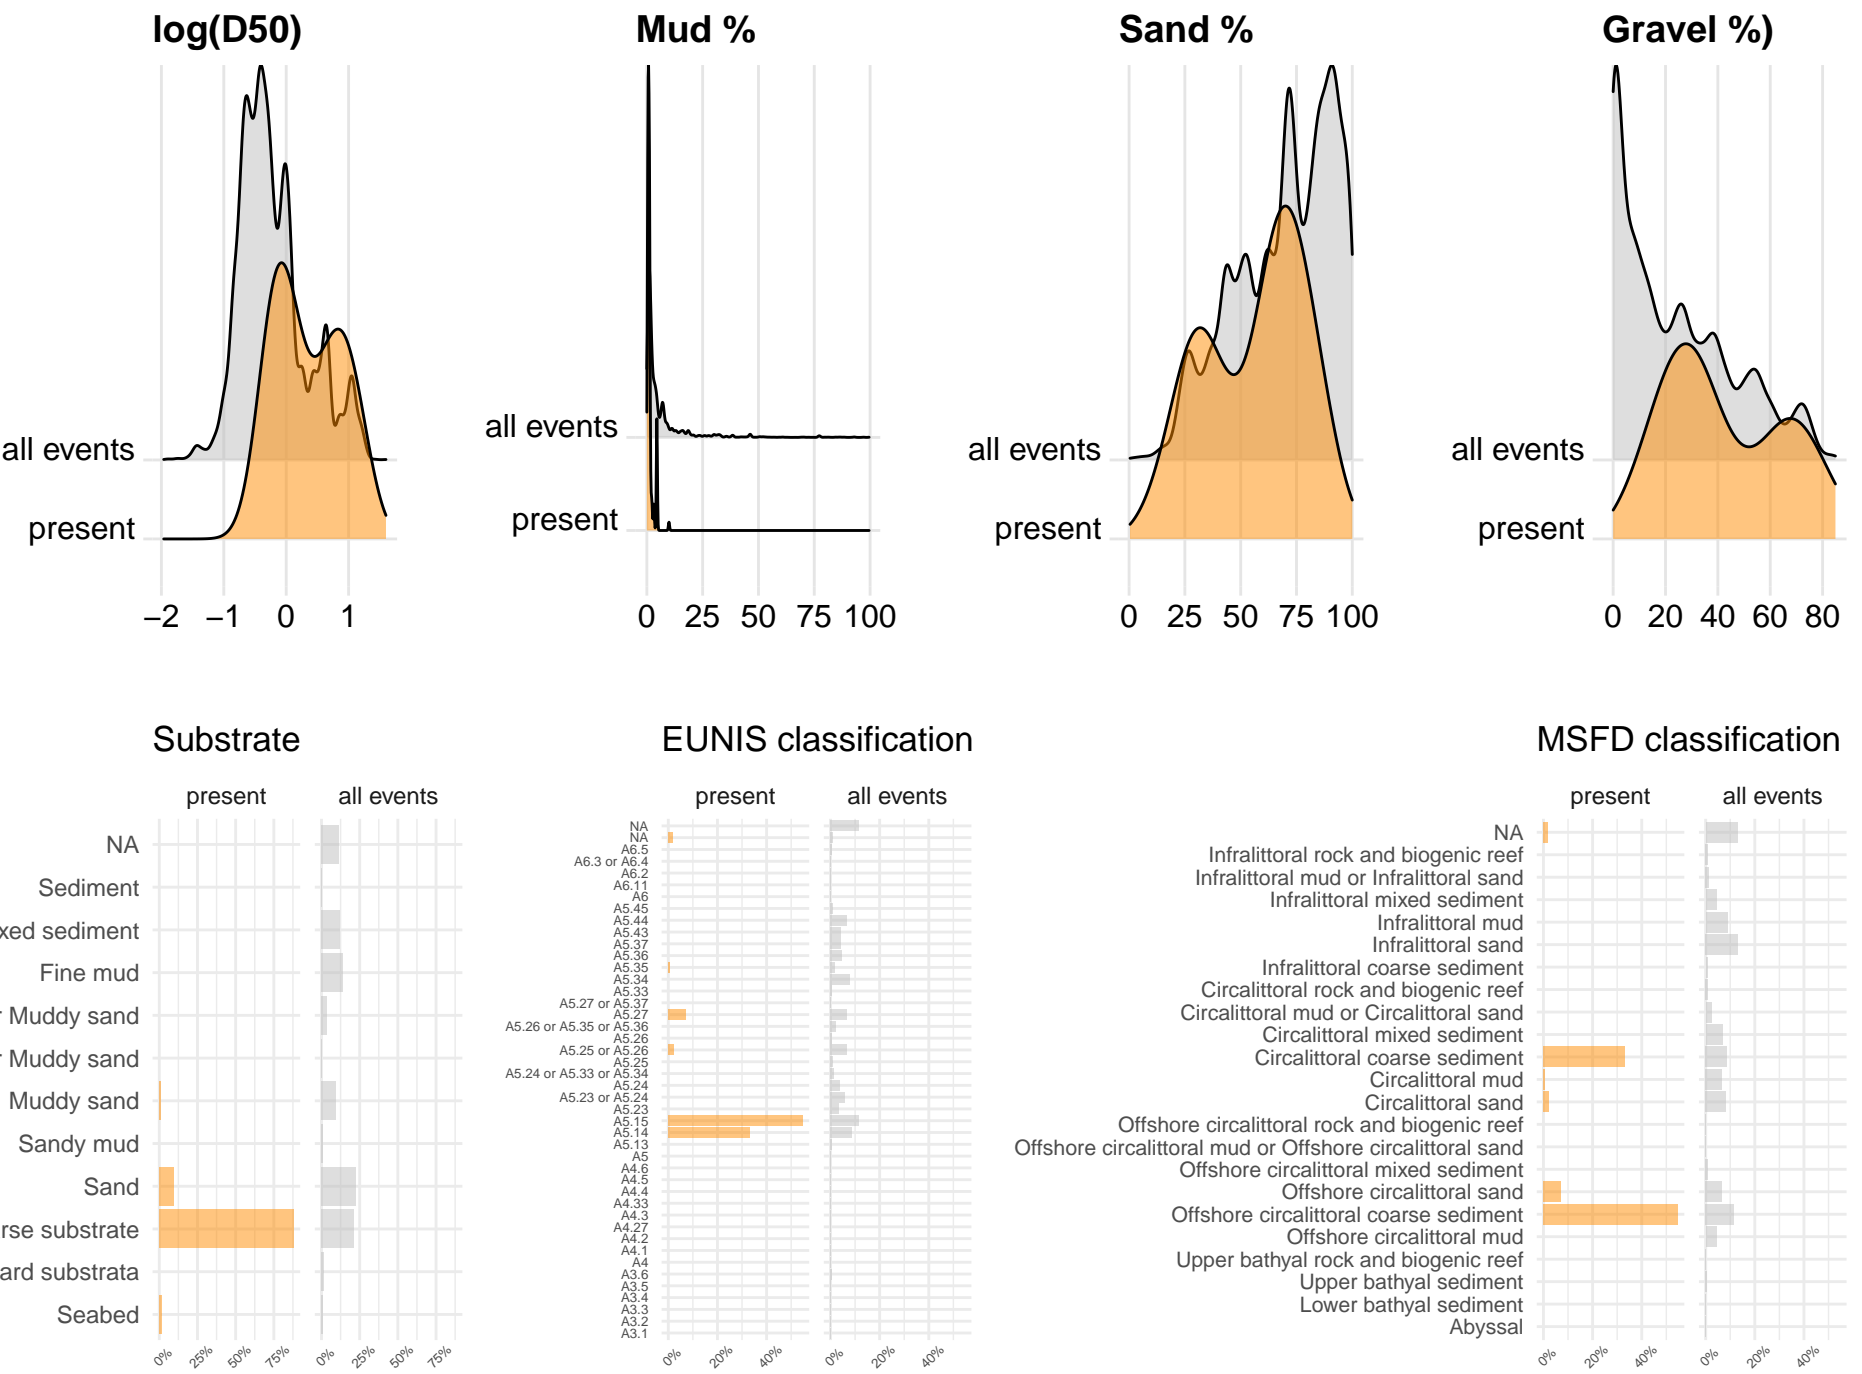 log(D50)
Mud %
Sand %
Gravel %)
all events
present
−2 −1 0 1
all events
present
0 25 50 75 100
all events
present
0 25 50 75 100
all events
present
0 20 40 60 80
Substrate
present all events
NA
Sediment
xed sediment
Fine mud
r Muddy sand
r Muddy sand
Muddy sand
Sandy mud
Sand
rse substrate
ard substrata
Seabed
0% 25% 50% 75% 0% 25% 50% 75%
EUNIS classification
present all events
NA
NA
A6.5
A6.3 or A6.4
A6.2
A6.11
A6
A5.45
A5.44
A5.43
A5.37
A5.36
A5.35
A5.34
A5.33
A5.27 or A5.37
A5.27
A5.26 or A5.35 or A5.36
A5.26
A5.25 or A5.26
A5.25
A5.24 or A5.33 or A5.34
A5.24
A5.23 or A5.24
A5.23
A5.15
A5.14
A5.13
A5
A4.6
A4.5
A4.4
A4.33
A4.3
A4.27
A4.2
A4.1
A4
A3.6
A3.5
A3.4
A3.3
A3.2
A3.1
0% 20% 40% 0% 20% 40%
MSFD classification
present all events
NA
Infralittoral rock and biogenic reef
Infralittoral mud or Infralittoral sand
Infralittoral mixed sediment
Infralittoral mud
Infralittoral sand
Infralittoral coarse sediment
Circalittoral rock and biogenic reef
Circalittoral mud or Circalittoral sand
Circalittoral mixed sediment
Circalittoral coarse sediment
Circalittoral mud
Circalittoral sand
Offshore circalittoral rock and biogenic reef
Offshore circalittoral mud or Offshore circalittoral sand
Offshore circalittoral mixed sediment
Offshore circalittoral sand
Offshore circalittoral coarse sediment
Offshore circalittoral mud
Upper bathyal rock and biogenic reef
Upper bathyal sediment
Lower bathyal sediment
Abyssal
0% 20% 40% 0% 20% 40%